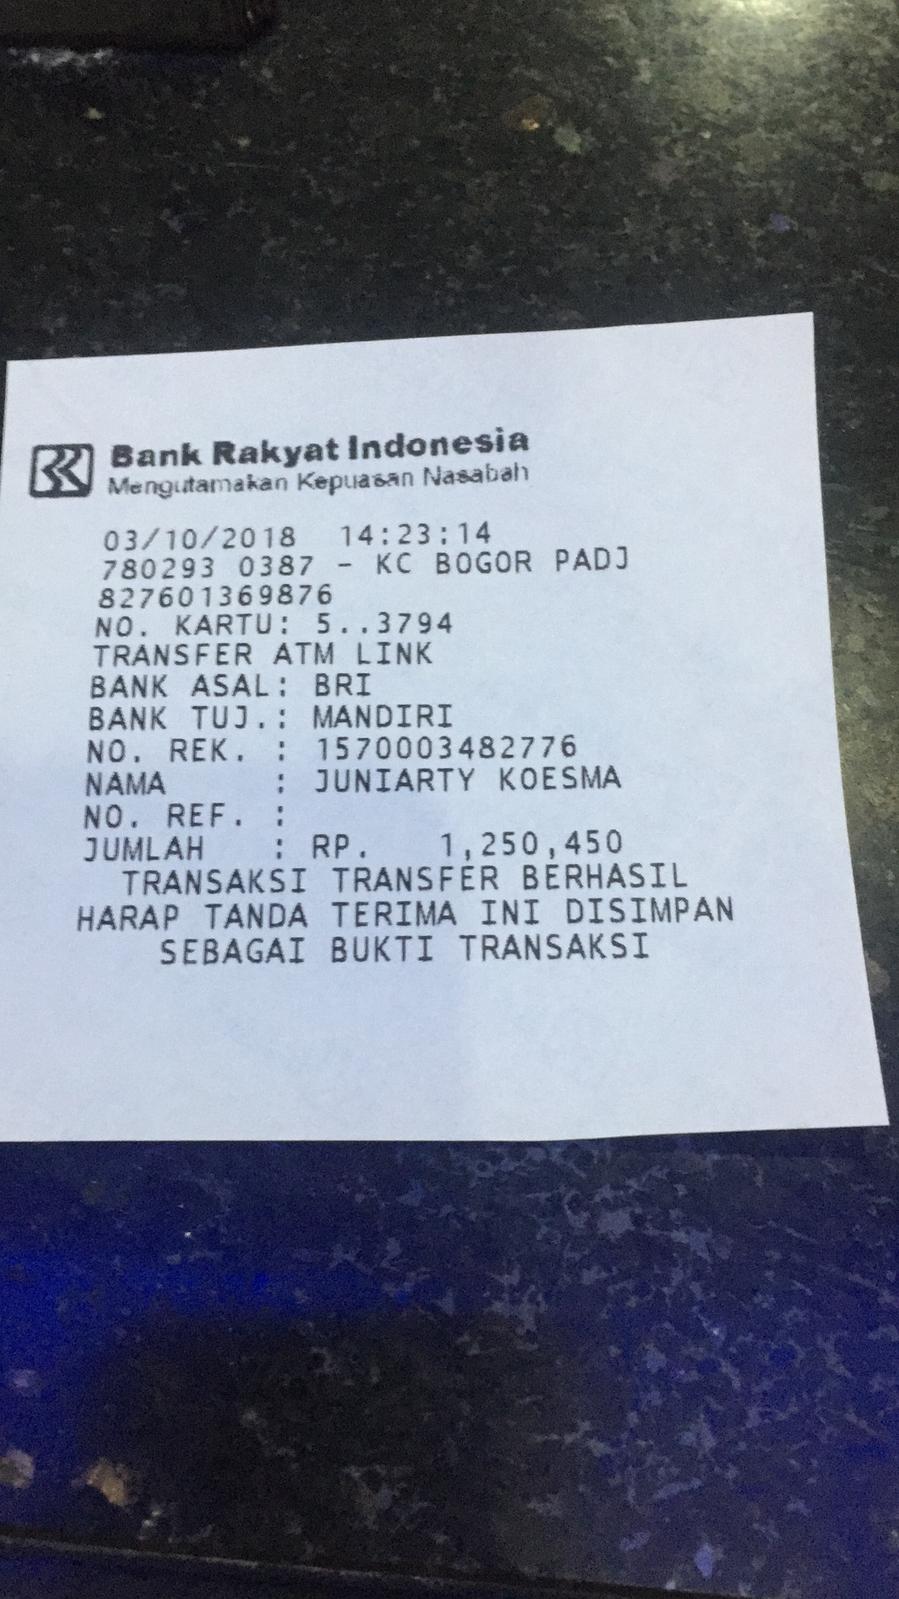 Bank Rakyat Indonesia
Mengutamakan Kepuasan Nasabah
03/10/2018 14:23:14
780293 0387 - KC BOGOR PADJ
827601369876
NO. KARTU: 5..3794
TRANSFER ATM LINK
BANK ASAL: BRI
BANK TUJ.: MANDIRI
NO. REK. : 1570003482776
NAMA : JUNIARTY KOESMA
NO. REF. :
JUMLAH : RP. 1,250,450
TRANSAKSI TRANSFER BERHASIL
HARAP TANDA TERIMA INI DISIMPAN
SEBAGAI BUKTI TRANSAKSI